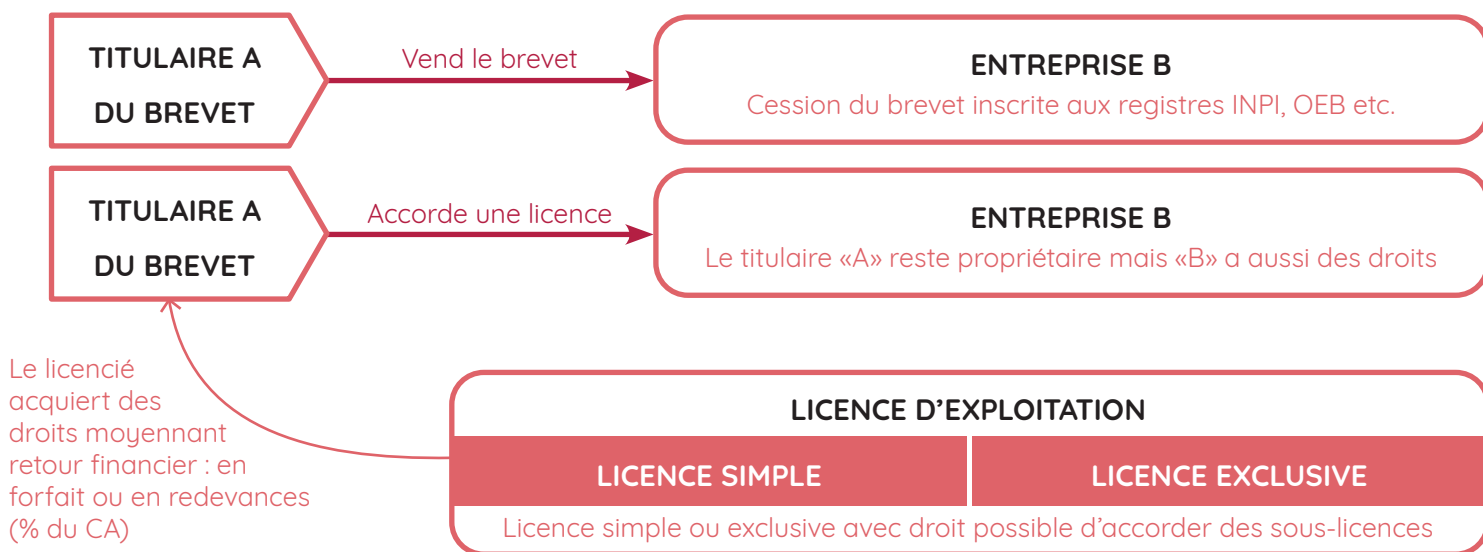 TITULAIRE A
DU BREVET
Vend le brevet
ENTREPRISE B
Cession du brevet inscrite aux registres INPI, OEB etc.
TITULAIRE A
DU BREVET
Accorde une licence
ENTREPRISE B
Le titulaire «A» reste propriétaire mais «B» a aussi des droits
Le licencié
acquiert des
droits moyennant
retour financier : en
forfait ou en redevances
(% du CA)
LICENCE D’EXPLOITATION
LICENCE SIMPLE
LICENCE EXCLUSIVE
Licence simple ou exclusive avec droit possible d’accorder des sous-licences